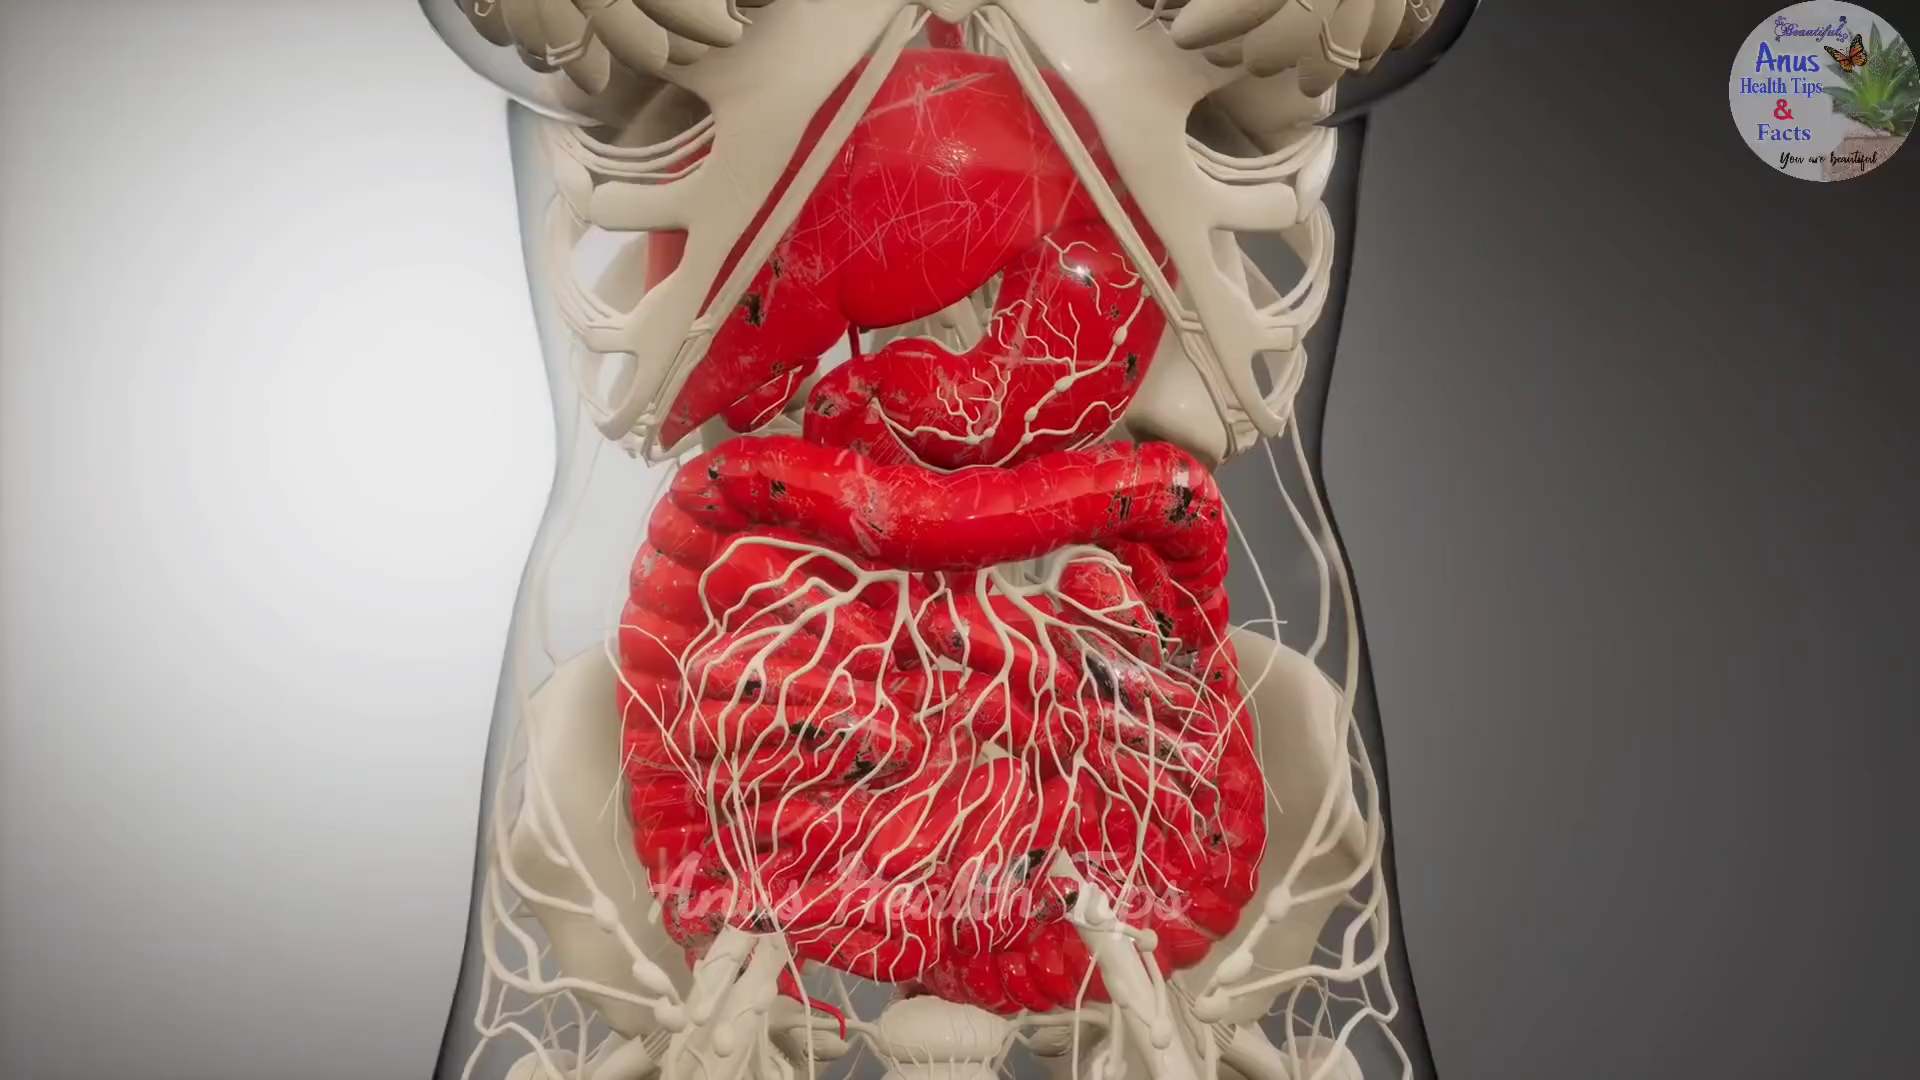 Beautiful
Anus
Health Tips
&
Facts
You are beautiful
Anus Health Tips